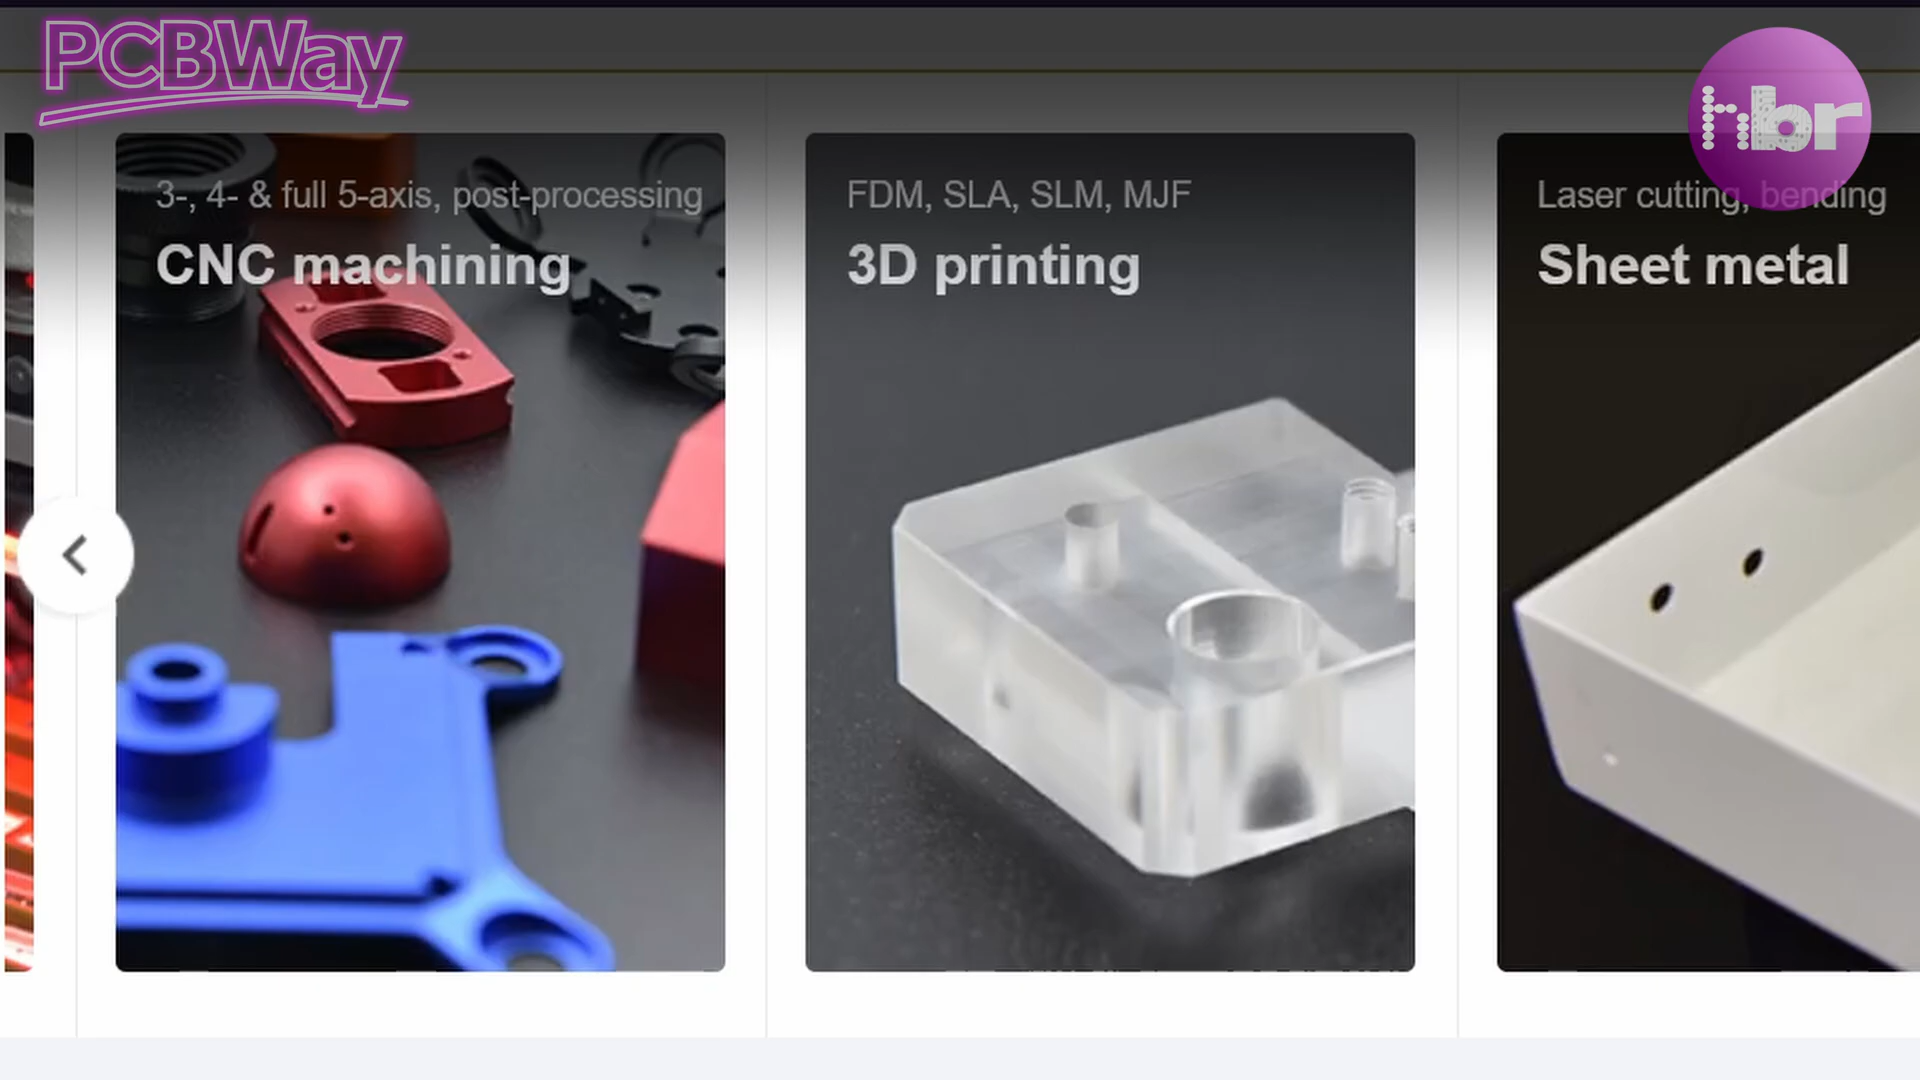 PCBWay
hbr
3-, 4- & full 5-axis, post-processing
CNC machining
FDM, SLA, SLM, MJF
3D printing
Laser cutting, bending
Sheet metal